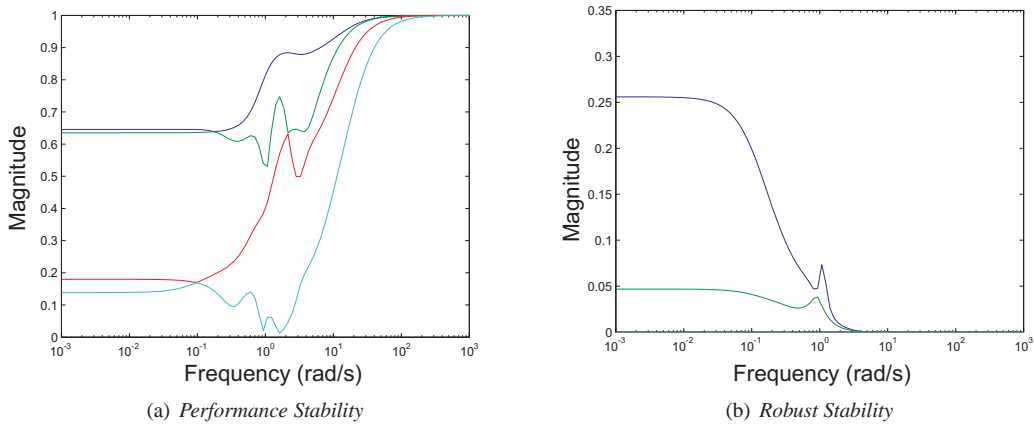 1
0.9
0.8
0.7
0.6
0.5
0.4
0.3
0.2
0.1
0
Magnitude
10^-3 10^-2 10^-1 10^0 10^1 10^2 10^3
Frequency (rad/s)
(a) Performance Stability
0.35
0.3
0.25
0.2
0.15
0.1
0.05
0
Magnitude
10^-3 10^-2 10^-1 10^0 10^1 10^2 10^3
Frequency (rad/s)
(b) Robust Stability